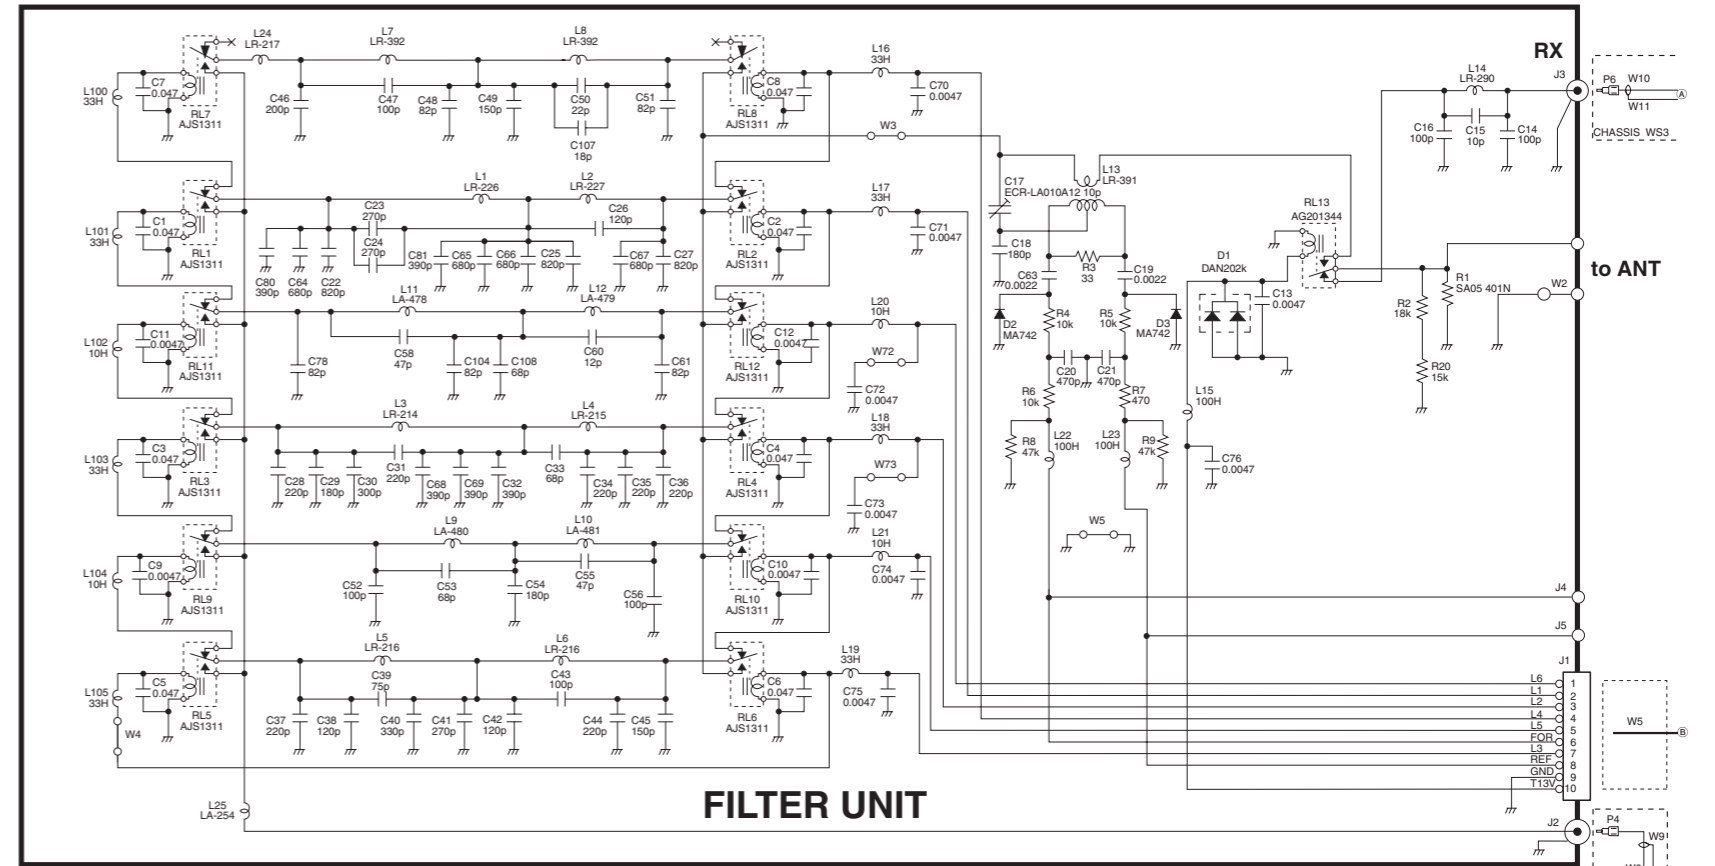 L24
LR-217
L7
LR-392
L8
LR-392
L16
33H
RX
L14
LR-290
J3
P6
W10
W11
A
CHASSIS WS3
L100
33H
C7
0.047
RL7
AJS1311
C46
200p
C47
100p
C48
82p
C49
150p
C50
22p
C107
18p
C51
82p
C8
0.047
RL8
AJS1311
C70
0.0047
W3
C16
100p
C15
10p
C14
100p
L1
LR-226
L2
LR-227
L17
33H
C17
ECR-LA010A12 10p
L13
LR-391
RL13
AG201344
L101
33H
C1
0.047
RL1
AJS1311
C23
270p
C24
270p
C26
120p
C80
390p
C64
680p
C22
820p
C81
390p
C65
680p
C66
680p
C25
820p
C67
680p
C27
820p
C2
0.047
RL2
AJS1311
C71
0.0047
C18
180p
C63
0.0022
R3
33
C19
0.0022
D1
DAN202k
C13
0.0047
R1
SA05 401N
R2
18k
R20
15k
to ANT
W2
L11
LA-478
L12
LA-479
L20
10H
L102
10H
C11
0.0047
RL11
AJS1311
C78
82p
C58
47p
C104
82p
C108
68p
C60
12p
C61
82p
C12
0.0047
RL12
AJS1311
W72
C72
0.0047
D2
MA742
R4
10k
R5
10k
D3
MA742
C20
470p
C21
470p
R6
10k
R7
470
L15
100H
L3
LR-214
L4
LR-215
L18
33H
L103
33H
C3
0.047
RL3
AJS1311
C28
220p
C29
180p
C30
300p
C31
220p
C68
390p
C69
390p
C32
390p
C33
68p
C34
220p
C35
220p
C36
220p
C4
0.047
RL4
AJS1311
W73
C73
0.0047
R8
47k
L22
100H
L23
100H
R9
47k
C76
0.0047
L9
LA-480
L10
LA-481
L21
10H
W5
L104
10H
C9
0.0047
RL9
AJS1311
C52
100p
C53
68p
C54
180p
C55
47p
C56
100p
C10
0.0047
RL10
AJS1311
C74
0.0047
J4
J5
L5
LR-216
L6
LR-216
L19
33H
L105
33H
C5
0.047
RL5
AJS1311
W4
C37
220p
C38
120p
C39
75p
C40
330p
C41
270p
C42
120p
C43
100p
C44
220p
C45
150p
C6
0.047
RL6
AJS1311
C75
0.0047
J1
L6 1
L1 2
L2 3
L4 4
L5 5
FOR 6
L3 7
REF 8
GND 9
T13V 10
W5
B
L25
LA-254
FILTER UNIT
J2
P4
W9